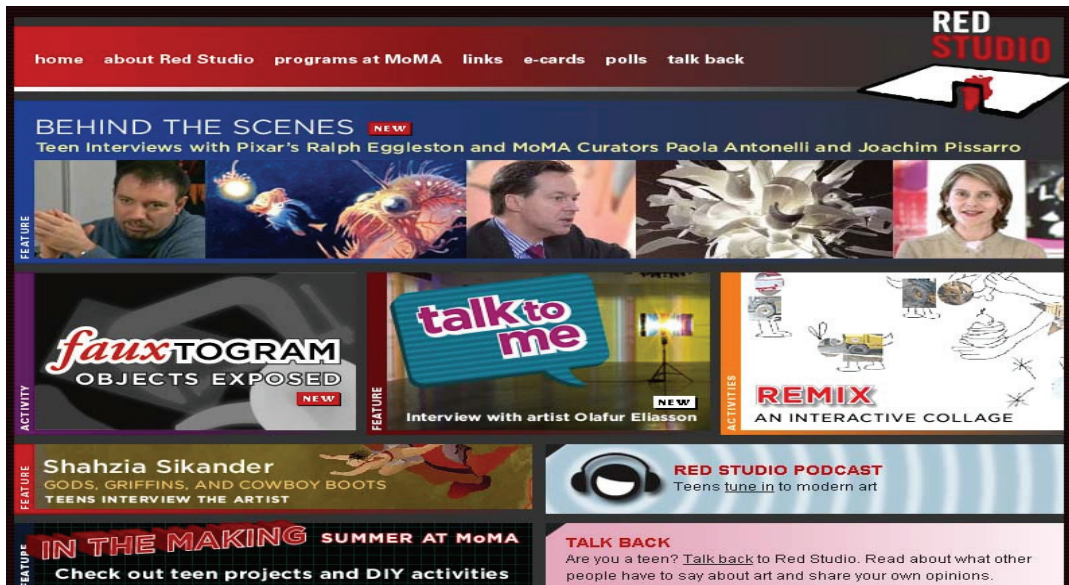 RED
STUDIO
home about Red Studio programs at MoMA links e-cards polls talk back
BEHIND THE SCENES NEW
Teen Interviews with Pixar's Ralph Eggleston and MoMA Curators Paola Antonelli and Joachim Pissarro
FEATURE
fauxTOGRAM
OBJECTS EXPOSED
NEW
ACTIVITY
talk to
me
NEW
Interview with artist Olafur Eliasson
FEATURE
REMIX
AN INTERACTIVE COLLAGE
ACTIVITIES
Shahzia Sikander
GODS, GRIFFINS, AND COWBOY BOOTS
TEENS INTERVIEW THE ARTIST
FEATURE
RED STUDIO PODCAST
Teens tune in to modern art
IN THE MAKING SUMMER AT MoMA
Check out teen projects and DIY activities
FEATURE
TALK BACK
Are you a teen? Talk back to Red Studio. Read about what other
people have to say about art and share your own opinions.